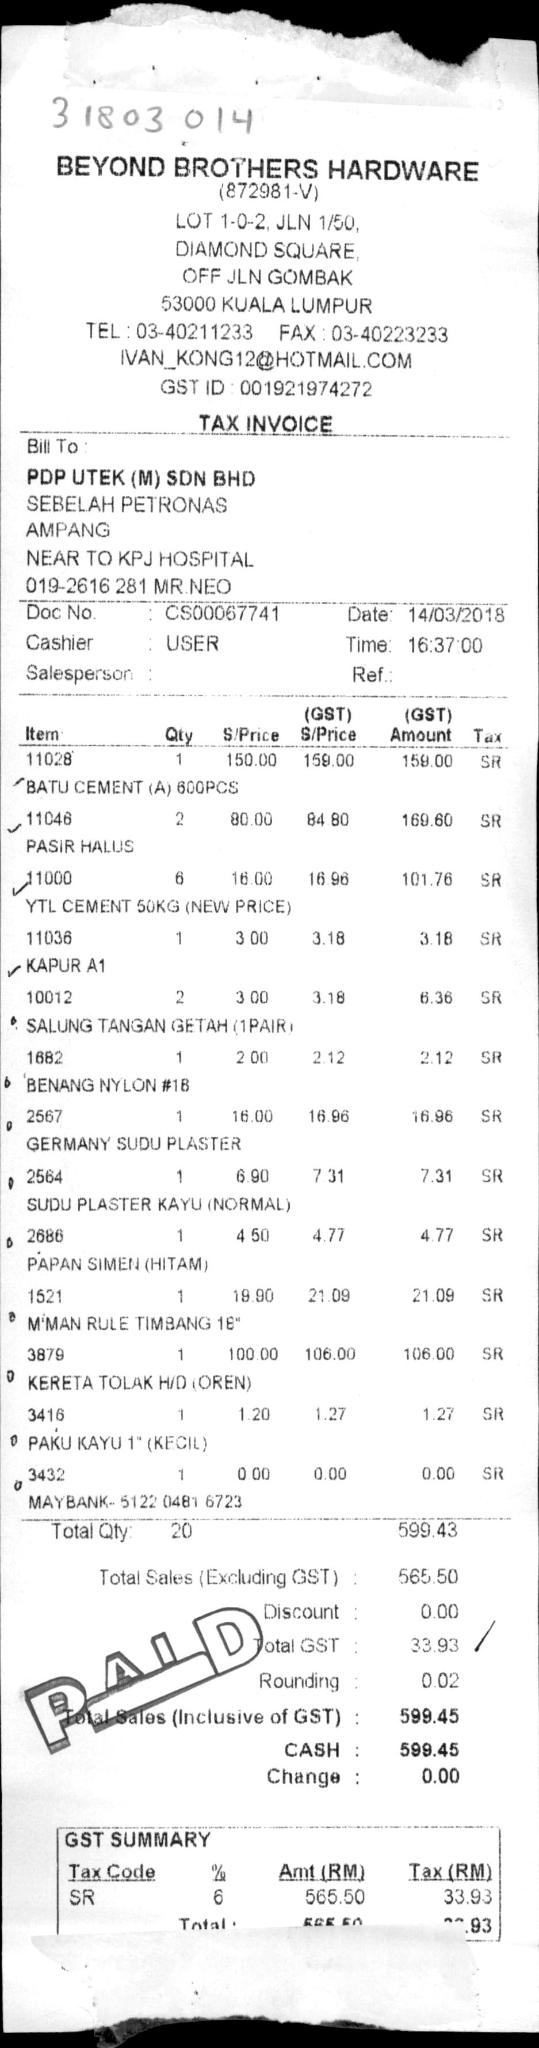 31803014
BEYOND BROTHERS HARDWARE
(872981-V)
LOT 1-0-2, JLN 1/50,
DIAMOND SQUARE,
OFF JLN GOMBAK
53000 KUALA LUMPUR
TEL : 03-40211233 FAX : 03-40223233
IVAN_KONG12@HOTMAIL.COM
GST ID : 001921974272
TAX INVOICE
Bill To :
PDP UTEK (M) SDN BHD
SEBELAH PETRONAS
AMPANG
NEAR TO KPJ HOSPITAL
019-2616 281 MR.NEO
Doc No. : CS00067741 Date: 14/03/2018
Cashier : USER Time: 16:37:00
Salesperson : Ref.:
(GST) (GST)
Item Qty S/Price S/Price Amount Tax
11028 1 150.00 159.00 159.00 SR
BATU CEMENT (A) 600PCS
11046 2 80.00 84.80 169.60 SR
PASIR HALUS
11000 6 16.00 16.96 101.76 SR
YTL CEMENT 50KG (NEW PRICE)
11036 1 3.00 3.18 3.18 SR
KAPUR A1
10012 2 3.00 3.18 6.36 SR
SALUNG TANGAN GETAH (1PAIR)
1682 1 2.00 2.12 2.12 SR
BENANG NYLON #18
2567 1 16.00 16.96 16.96 SR
GERMANY SUDU PLASTER
2564 1 6.90 7.31 7.31 SR
SUDU PLASTER KAYU (NORMAL)
2686 1 4.50 4.77 4.77 SR
PAPAN SIMEN (HITAM)
1521 1 19.90 21.09 21.09 SR
M'MAN RULE TIMBANG 16"
3879 1 100.00 106.00 106.00 SR
KERETA TOLAK H/D (OREN)
3416 1 1.20 1.27 1.27 SR
PAKU KAYU 1" (KECIL)
3432 1 0.00 0.00 0.00 SR
MAYBANK- 5122 0481 6723
Total Qty: 20 599.43
Total Sales (Excluding GST) : 565.50
Discount : 0.00
Total GST : 33.93
Rounding : 0.02
PAID
Total Sales (Inclusive of GST) : 599.45
CASH : 599.45
Change : 0.00
GST SUMMARY
Tax Code % Amt (RM) Tax (RM)
SR 6 565.50 33.93
Total : 565.50 33.93